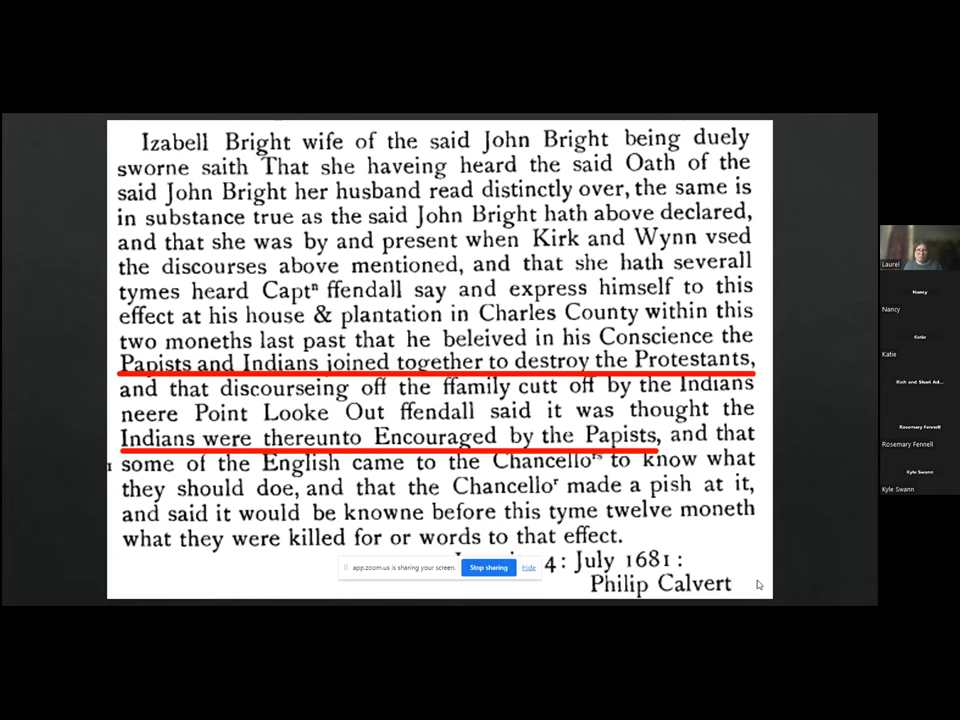 Izabell Bright wife of the said John Bright being duely
sworne saith That she haveing heard the said Oath of the
said John Bright her husband read distinctly over, the same is
in substance true as the said John Bright hath above declared,
and that she was by and present when Kirk and Wynn vsed
the discourses above mentioned, and that she hath severall
tymes heard Captⁿ ffendall say and express himself to this
effect at his house & plantation in Charles County within this
two moneths last past that he beleived in his Conscience the
Papists and Indians joined together to destroy the Protestants,
and that discourseing off the ffamily cutt off by the Indians
neere Point Looke Out ffendall said it was thought the
Indians were thereunto Encouraged by the Papists, and that
some of the English came to the Chancelloʳˢ to know what
they should doe, and that the Chancelloʳ made a pish at it,
and said it would be knowne before this tyme twelve moneth
what they were killed for or words to that effect.
4: July 1681:
Philip Calvert
app.zoom.us is sharing your screen. Stop sharing Hide
Laurel
Nancy
Nancy
Katie
Katie
Rich and Sheri Ad...
Rosemary Fennell
Rosemary Fennell
Kyle Swann
Kyle Swann